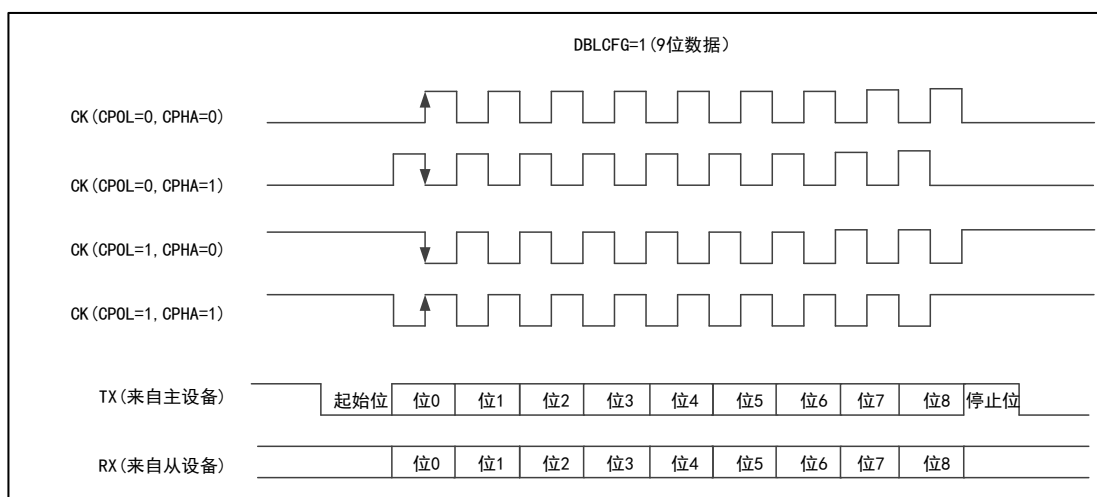 DBLCFG=1(9位数据)
CK(CPOL=0,CPHA=0)
CK(CPOL=0,CPHA=1)
CK(CPOL=1,CPHA=0)
CK(CPOL=1,CPHA=1)
TX(来自主设备) 起始位 位0 位1 位2 位3 位4 位5 位6 位7 位8 停止位
RX(来自从设备) 位0 位1 位2 位3 位4 位5 位6 位7 位8